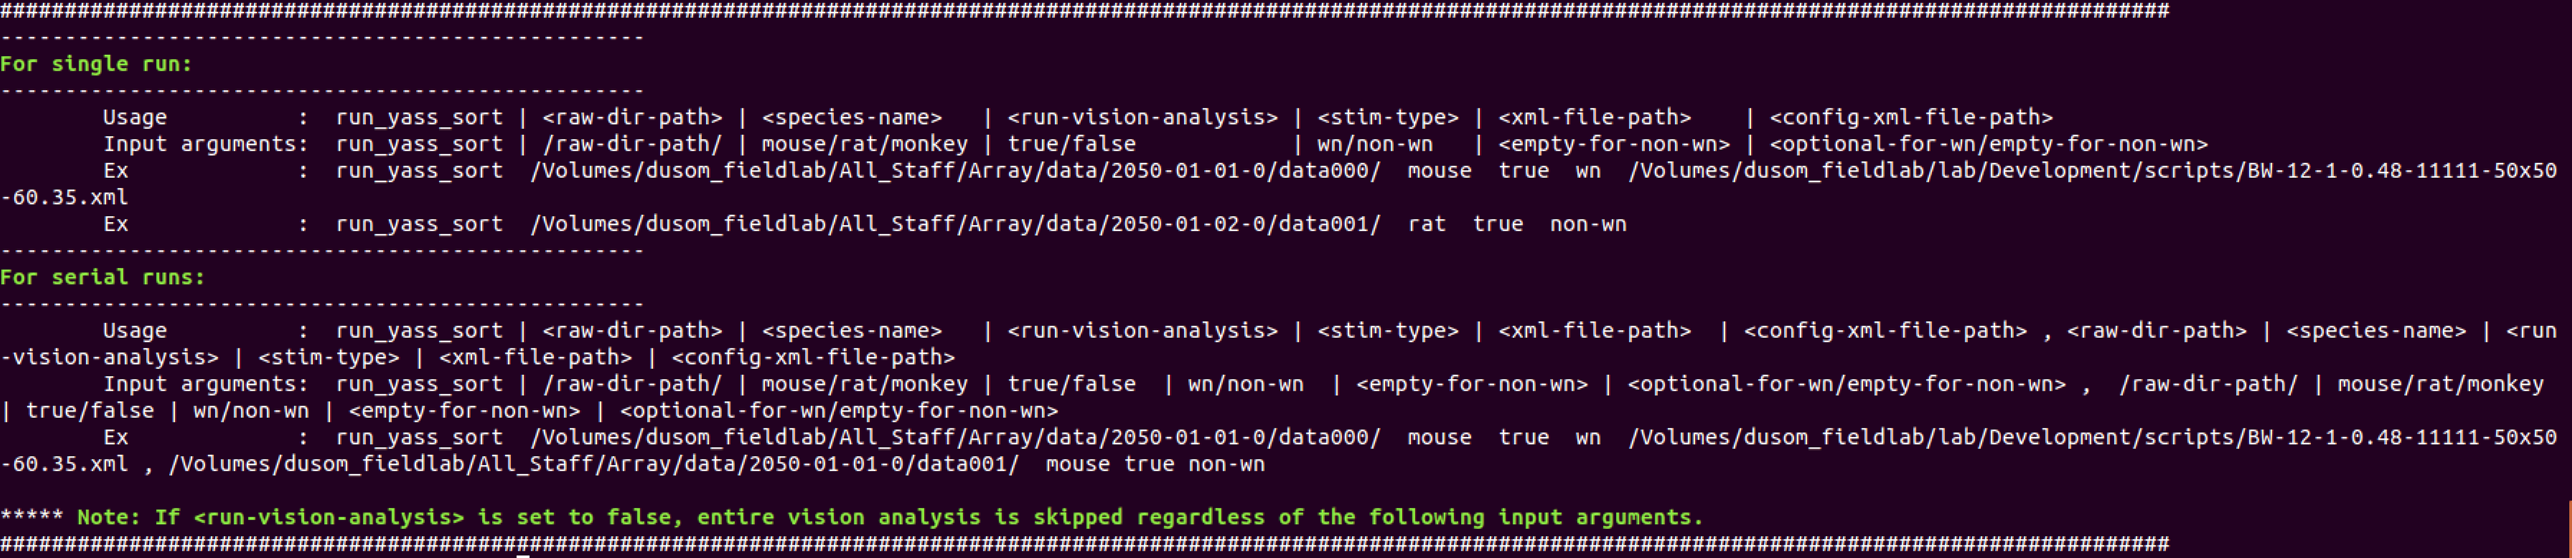 #########################################################################################################################################################################
--------------------------------------------------
For single run:
--------------------------------------------------
Usage : run_yass_sort | <raw-dir-path> | <species-name> | <run-vision-analysis> | <stim-type> | <xml-file-path> | <config-xml-file-path>
Input arguments: run_yass_sort | /raw-dir-path/ | mouse/rat/monkey | true/false | wn/non-wn | <empty-for-non-wn> | <optional-for-wn/empty-for-non-wn>
Ex : run_yass_sort /Volumes/dusom_fieldlab/All_Staff/Array/data/2050-01-01-0/data000/ mouse true wn /Volumes/dusom_fieldlab/lab/Development/scripts/BW-12-1-0.48-11111-50x50
-60.35.xml
Ex : run_yass_sort /Volumes/dusom_fieldlab/All_Staff/Array/data/2050-01-02-0/data001/ rat true non-wn
--------------------------------------------------
For serial runs:
--------------------------------------------------
Usage : run_yass_sort | <raw-dir-path> | <species-name> | <run-vision-analysis> | <stim-type> | <xml-file-path> | <config-xml-file-path> , <raw-dir-path> | <species-name> | <run
-vision-analysis> | <stim-type> | <xml-file-path> | <config-xml-file-path>
Input arguments: run_yass_sort | /raw-dir-path/ | mouse/rat/monkey | true/false | wn/non-wn | <empty-for-non-wn> | <optional-for-wn/empty-for-non-wn> , /raw-dir-path/ | mouse/rat/monkey
| true/false | wn/non-wn | <empty-for-non-wn> | <optional-for-wn/empty-for-non-wn>
Ex : run_yass_sort /Volumes/dusom_fieldlab/All_Staff/Array/data/2050-01-01-0/data000/ mouse true wn /Volumes/dusom_fieldlab/lab/Development/scripts/BW-12-1-0.48-11111-50x50
-60.35.xml , /Volumes/dusom_fieldlab/All_Staff/Array/data/2050-01-01-0/data001/ mouse true non-wn
***** Note: If <run-vision-analysis> is set to false, entire vision analysis is skipped regardless of the following input arguments.
#########################################################################################################################################################################